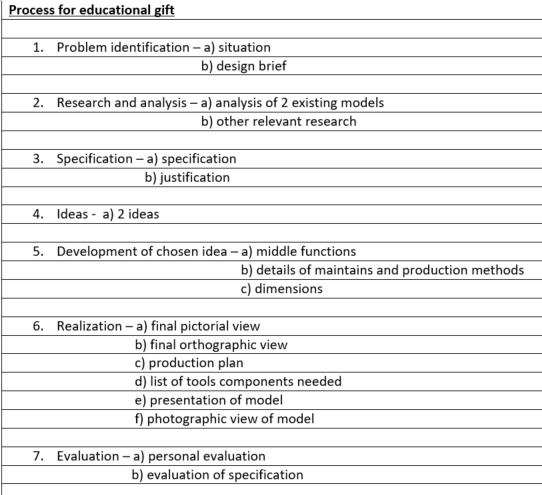 Process for educational gift
1. Problem identification – a) situation
b) design brief
2. Research and analysis – a) analysis of 2 existing models
b) other relevant research
3. Specification – a) specification
b) justification
4. Ideas - a) 2 ideas
5. Development of chosen idea – a) middle functions
b) details of maintains and production methods
c) dimensions
6. Realization – a) final pictorial view
b) final orthographic view
c) production plan
d) list of tools components needed
e) presentation of model
f) photographic view of model
7. Evaluation – a) personal evaluation
b) evaluation of specification